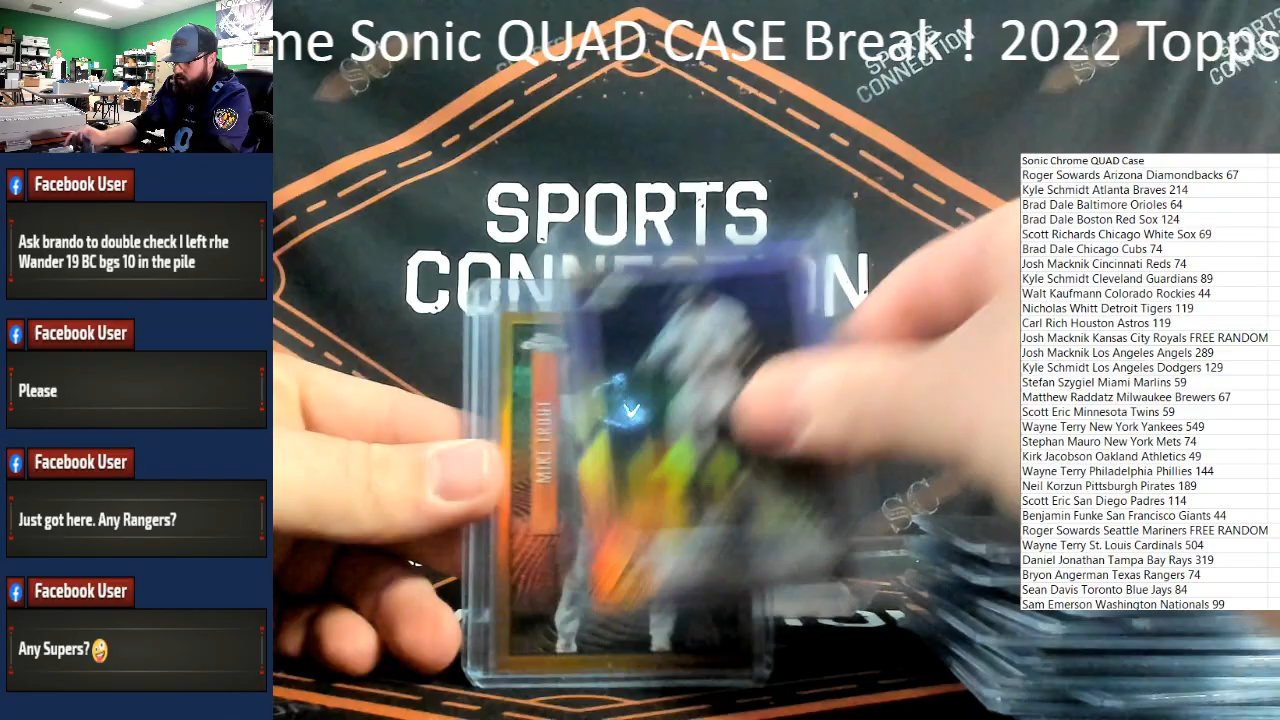 me Sonic QUAD CASE Break ! 2022 Topps
Facebook User
Ask brando to double check I left rhe
Wander 19 BC bgs 10 in the pile
Facebook User
Please
Facebook User
Just got here. Any Rangers?
Facebook User
Any Supers?🤪
SPORTS
CONNECTION
SPORTS
CONNECTION
SC
MIKE TROUT
Sonic Chrome QUAD Case
Roger Sowards Arizona Diamondbacks 67
Kyle Schmidt Atlanta Braves 214
Brad Dale Baltimore Orioles 64
Brad Dale Boston Red Sox 124
Scott Richards Chicago White Sox 69
Brad Dale Chicago Cubs 74
Josh Macknik Cincinnati Reds 74
Kyle Schmidt Cleveland Guardians 89
Walt Kaufmann Colorado Rockies 44
Nicholas Whitt Detroit Tigers 119
Carl Rich Houston Astros 119
Josh Macknik Kansas City Royals FREE RANDOM
Josh Macknik Los Angeles Angels 289
Kyle Schmidt Los Angeles Dodgers 129
Stefan Szygiel Miami Marlins 59
Matthew Raddatz Milwaukee Brewers 67
Scott Eric Minnesota Twins 59
Wayne Terry New York Yankees 549
Stephan Mauro New York Mets 74
Kirk Jacobson Oakland Athletics 49
Wayne Terry Philadelphia Phillies 144
Neil Korzun Pittsburgh Pirates 189
Scott Eric San Diego Padres 114
Benjamin Funke San Francisco Giants 44
Roger Sowards Seattle Mariners FREE RANDOM
Wayne Terry St. Louis Cardinals 504
Daniel Jonathan Tampa Bay Rays 319
Bryon Angerman Texas Rangers 74
Sean Davis Toronto Blue Jays 84
Sam Emerson Washington Nationals 99